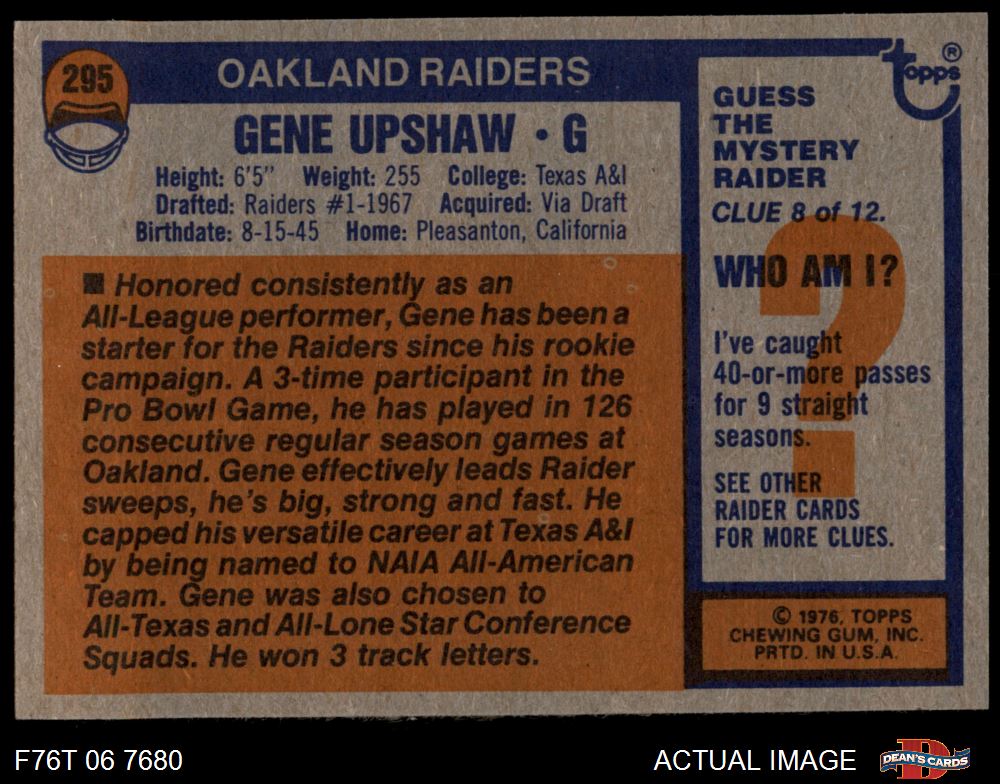 295
OAKLAND RAIDERS
GENE UPSHAW • G
Height: 6'5" Weight: 255 College: Texas A&I
Drafted: Raiders #1-1967 Acquired: Via Draft
Birthdate: 8-15-45 Home: Pleasanton, California
■ Honored consistently as an
All-League performer, Gene has been a
starter for the Raiders since his rookie
campaign. A 3-time participant in the
Pro Bowl Game, he has played in 126
consecutive regular season games at
Oakland. Gene effectively leads Raider
sweeps, he's big, strong and fast. He
capped his versatile career at Texas A&I
by being named to NAIA All-American
Team. Gene was also chosen to
All-Texas and All-Lone Star Conference
Squads. He won 3 track letters.
topps®
GUESS
THE
MYSTERY
RAIDER
CLUE 8 of 12.
?
WHO AM I?
I've caught
40-or-more passes
for 9 straight
seasons.
SEE OTHER
RAIDER CARDS
FOR MORE CLUES.
© 1976, TOPPS
CHEWING GUM, INC.
PRTD. IN U.S.A.
F76T 06 7680
ACTUAL IMAGE
D
DEAN'S CARDS